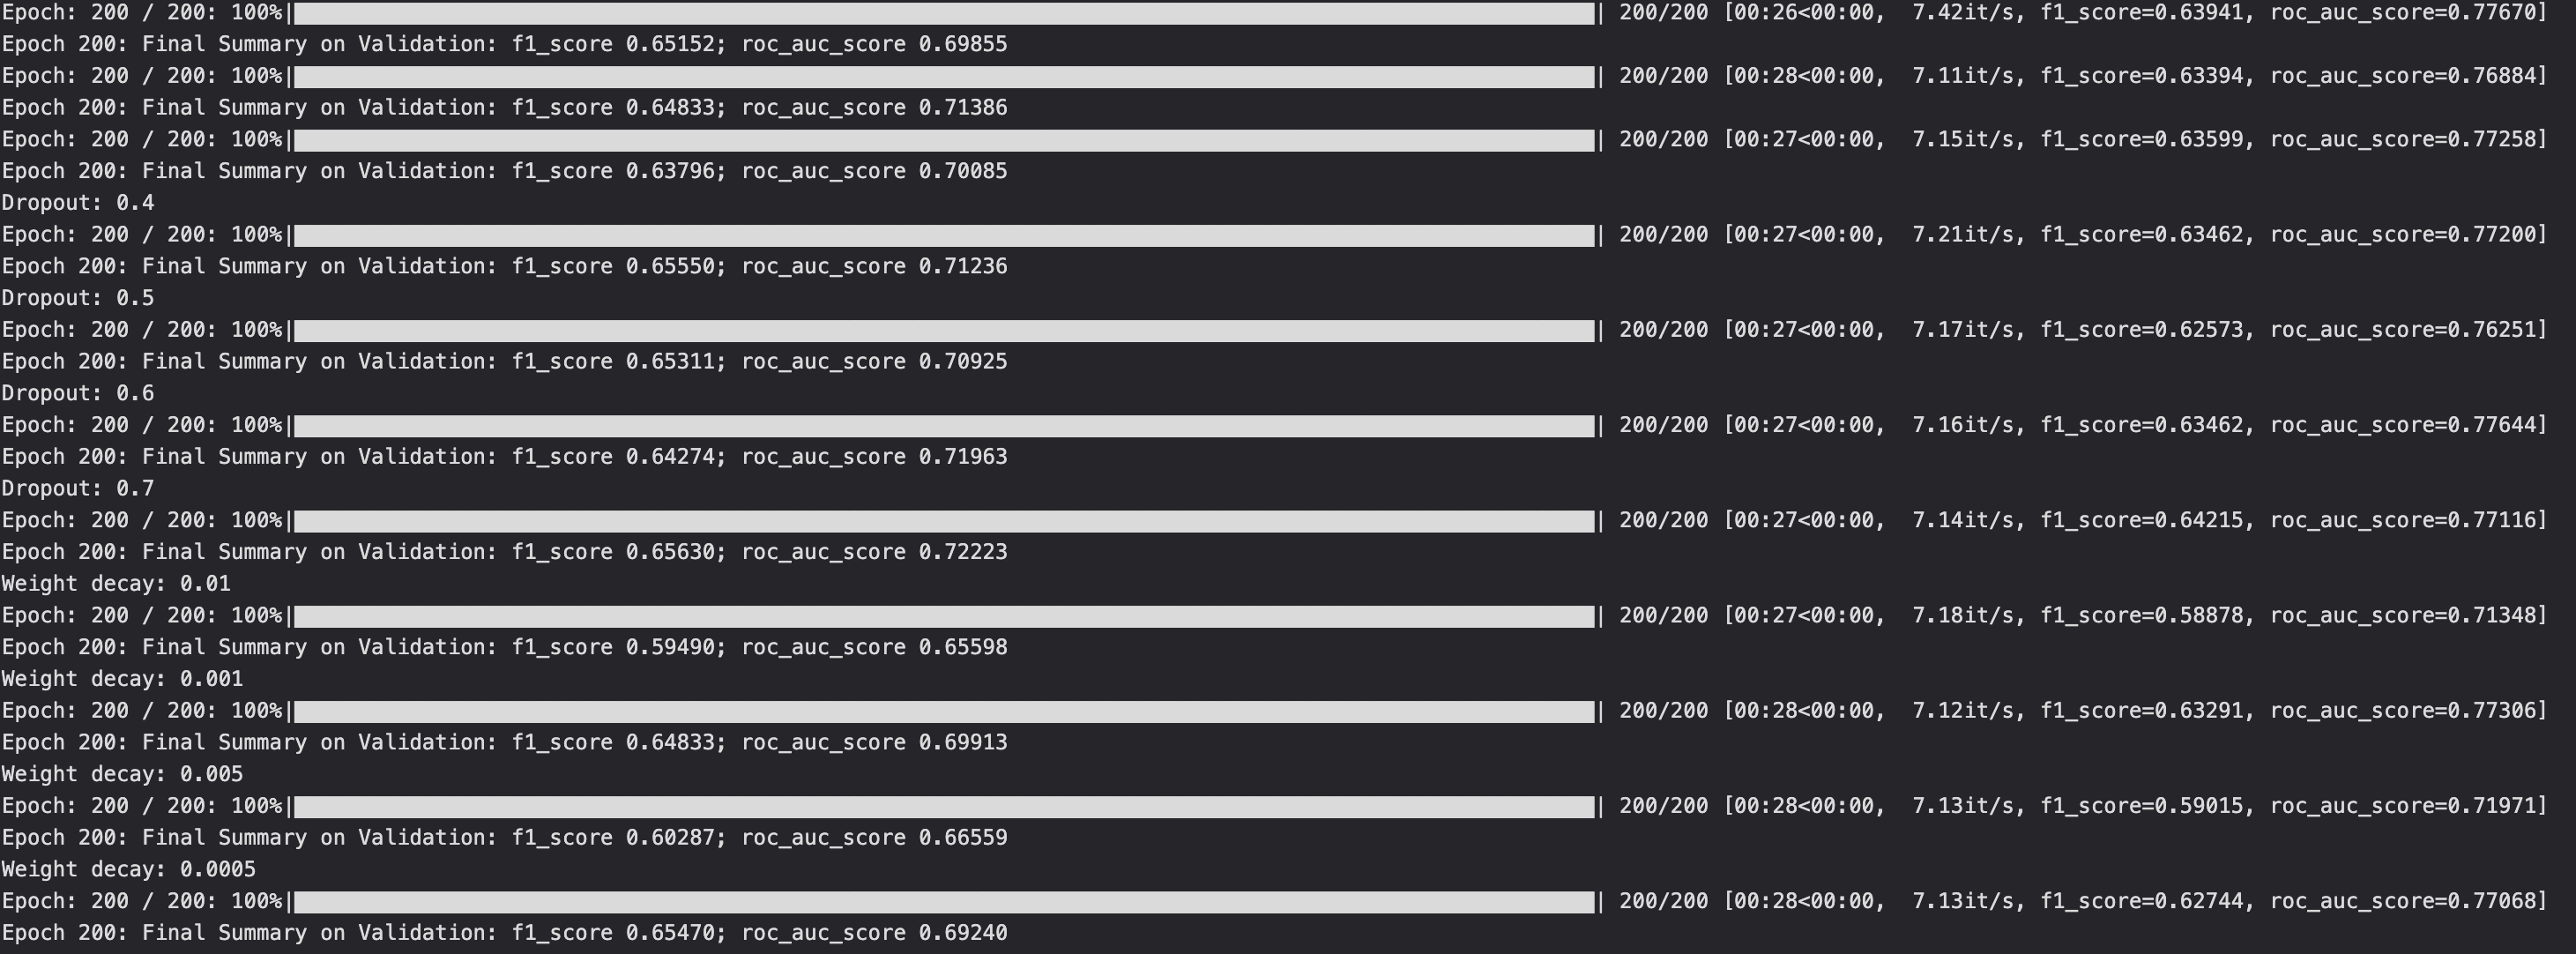 Epoch: 200 / 200: 100%|██████████| 200/200 [00:26<00:00,  7.42it/s, f1_score=0.63941, roc_auc_score=0.77670]
Epoch 200: Final Summary on Validation: f1_score 0.65152; roc_auc_score 0.69855
Epoch: 200 / 200: 100%|██████████| 200/200 [00:28<00:00,  7.11it/s, f1_score=0.63394, roc_auc_score=0.76884]
Epoch 200: Final Summary on Validation: f1_score 0.64833; roc_auc_score 0.71386
Epoch: 200 / 200: 100%|██████████| 200/200 [00:27<00:00,  7.15it/s, f1_score=0.63599, roc_auc_score=0.77258]
Epoch 200: Final Summary on Validation: f1_score 0.63796; roc_auc_score 0.70085
Dropout: 0.4
Epoch: 200 / 200: 100%|██████████| 200/200 [00:27<00:00,  7.21it/s, f1_score=0.63462, roc_auc_score=0.77200]
Epoch 200: Final Summary on Validation: f1_score 0.65550; roc_auc_score 0.71236
Dropout: 0.5
Epoch: 200 / 200: 100%|██████████| 200/200 [00:27<00:00,  7.17it/s, f1_score=0.62573, roc_auc_score=0.76251]
Epoch 200: Final Summary on Validation: f1_score 0.65311; roc_auc_score 0.70925
Dropout: 0.6
Epoch: 200 / 200: 100%|██████████| 200/200 [00:27<00:00,  7.16it/s, f1_score=0.63462, roc_auc_score=0.77644]
Epoch 200: Final Summary on Validation: f1_score 0.64274; roc_auc_score 0.71963
Dropout: 0.7
Epoch: 200 / 200: 100%|██████████| 200/200 [00:27<00:00,  7.14it/s, f1_score=0.64215, roc_auc_score=0.77116]
Epoch 200: Final Summary on Validation: f1_score 0.65630; roc_auc_score 0.72223
Weight decay: 0.01
Epoch: 200 / 200: 100%|██████████| 200/200 [00:27<00:00,  7.18it/s, f1_score=0.58878, roc_auc_score=0.71348]
Epoch 200: Final Summary on Validation: f1_score 0.59490; roc_auc_score 0.65598
Weight decay: 0.001
Epoch: 200 / 200: 100%|██████████| 200/200 [00:28<00:00,  7.12it/s, f1_score=0.63291, roc_auc_score=0.77306]
Epoch 200: Final Summary on Validation: f1_score 0.64833; roc_auc_score 0.69913
Weight decay: 0.005
Epoch: 200 / 200: 100%|██████████| 200/200 [00:28<00:00,  7.13it/s, f1_score=0.59015, roc_auc_score=0.71971]
Epoch 200: Final Summary on Validation: f1_score 0.60287; roc_auc_score 0.66559
Weight decay: 0.0005
Epoch: 200 / 200: 100%|██████████| 200/200 [00:28<00:00,  7.13it/s, f1_score=0.62744, roc_auc_score=0.77068]
Epoch 200: Final Summary on Validation: f1_score 0.65470; roc_auc_score 0.69240